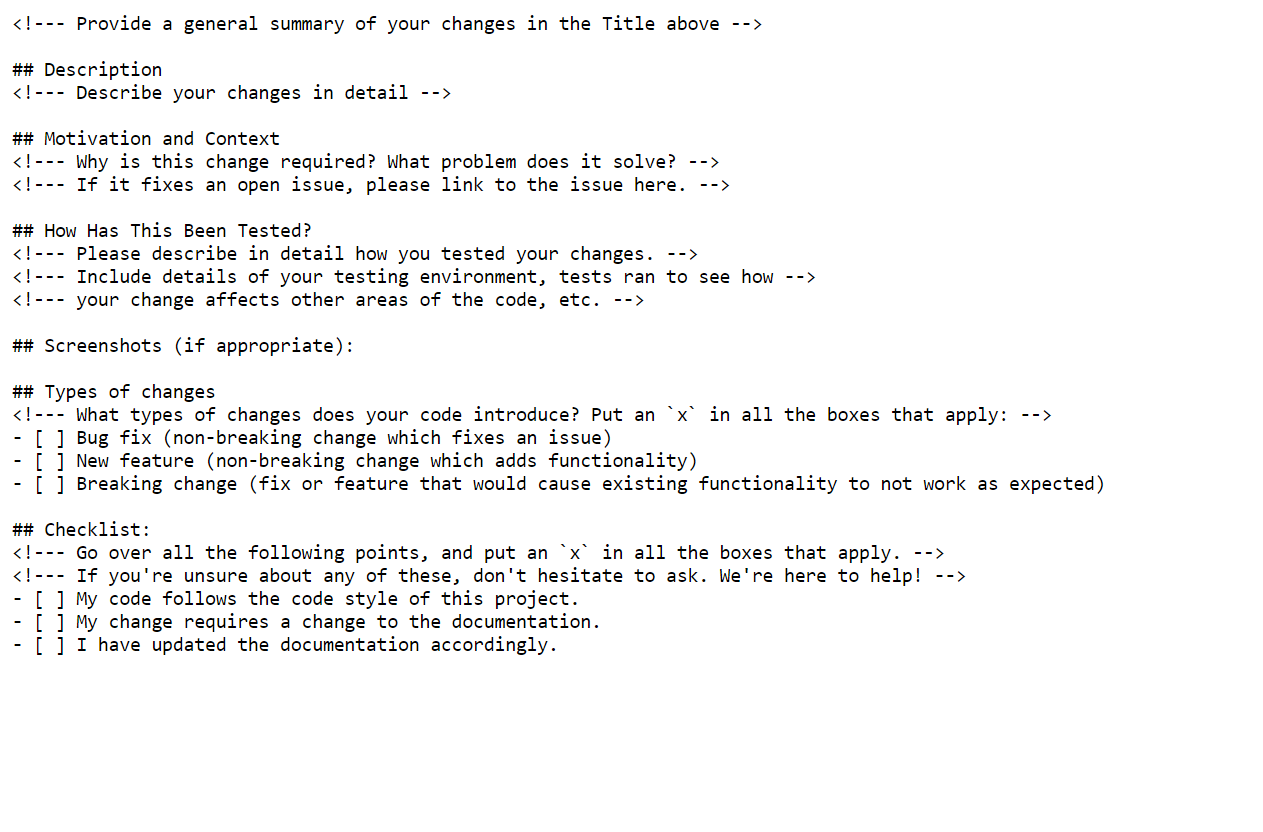 <!--- Provide a general summary of your changes in the Title above -->
## Description
<!--- Describe your changes in detail -->
## Motivation and Context
<!--- Why is this change required? What problem does it solve? -->
<!--- If it fixes an open issue, please link to the issue here. -->
## How Has This Been Tested?
<!--- Please describe in detail how you tested your changes. -->
<!--- Include details of your testing environment, tests ran to see how -->
<!--- your change affects other areas of the code, etc. -->
## Screenshots (if appropriate):
## Types of changes
<!--- What types of changes does your code introduce? Put an `x` in all the boxes that apply: -->
- [ ] Bug fix (non-breaking change which fixes an issue)
- [ ] New feature (non-breaking change which adds functionality)
- [ ] Breaking change (fix or feature that would cause existing functionality to not work as expected)
## Checklist:
<!--- Go over all the following points, and put an `x` in all the boxes that apply. -->
<!--- If you're unsure about any of these, don't hesitate to ask. We're here to help! -->
- [ ] My code follows the code style of this project.
- [ ] My change requires a change to the documentation.
- [ ] I have updated the documentation accordingly.